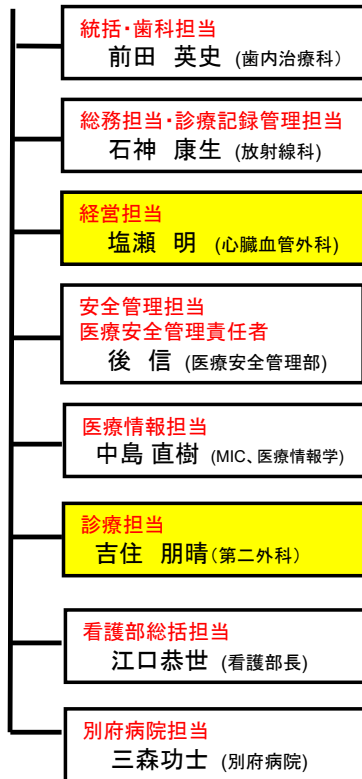 統括・歯科担当
前田 英史 (歯内治療科)
総務担当・診療記録管理担当
石神 康生 (放射線科)
経営担当
塩瀬 明 (心臓血管外科)
安全管理担当
医療安全管理責任者
後 信 (医療安全管理部)
医療情報担当
中島 直樹 (MIC、医療情報学)
診療担当
吉住 朋晴(第二外科)
看護部総括担当
江口恭世 (看護部長)
別府病院担当
三森功士 (別府病院)